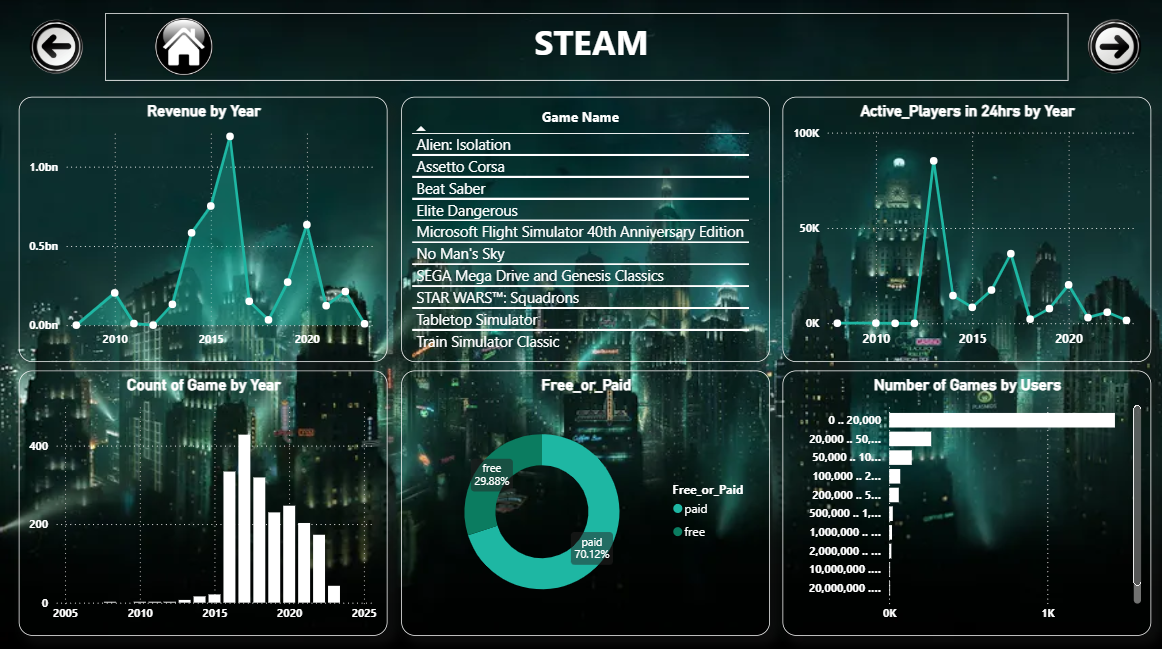 STEAM
Revenue by Year
1.0bn
0.5bn
0.0bn
2010 2015 2020
Game Name
Alien: Isolation
Assetto Corsa
Beat Saber
Elite Dangerous
Microsoft Flight Simulator 40th Anniversary Edition
No Man's Sky
SEGA Mega Drive and Genesis Classics
STAR WARS™: Squadrons
Tabletop Simulator
Train Simulator Classic
Active_Players in 24hrs by Year
100K
50K
0K
2010 2015 2020
CASINO
Count of Game by Year
400
200
0
2005 2010 2015 2020 2025
Free_or_Paid
free
29.88%
paid
70.12%
Free_or_Paid
paid
free
Number of Games by Users
0 .. 20,000
20,000 .. 50,...
50,000 .. 10...
100,000 .. 2...
200,000 .. 5...
500,000 .. 1,...
1,000,000 .. ...
2,000,000 .. ...
10,000,000 ....
20,000,000 ....
0K 1K